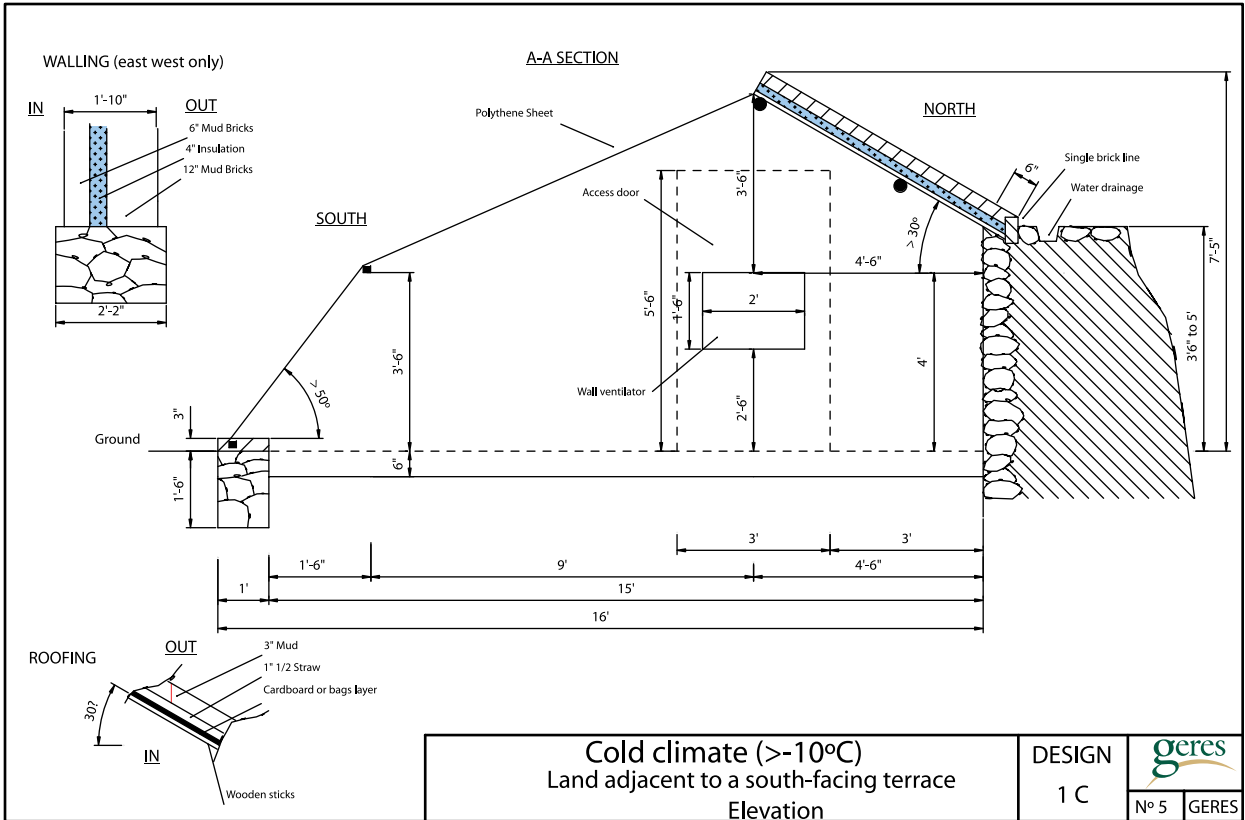 WALLING (east west only)
IN
1'-10"
OUT
6" Mud Bricks
4" Insulation
12" Mud Bricks
2'-2"
A-A SECTION
Polythene Sheet
NORTH
SOUTH
Access door
3'-6"
6"
Single brick line
Water drainage
> 30º
4'-6"
7'-5"
5'-6"
1'-6"
2'
3'-6"
4'
3'6" to 5'
Wall ventilator
2'-6"
> 50º
3"
Ground
6"
1'-6"
3'
3'
1'-6"
9'
4'-6"
1'
15'
16'
ROOFING
OUT
3" Mud
1" 1/2 Straw
Cardboard or bags layer
30?
IN
Wooden sticks
Cold climate (>-10ºC)
Land adjacent to a south-facing terrace
Elevation
DESIGN
1 C
geres
Nº 5
GERES